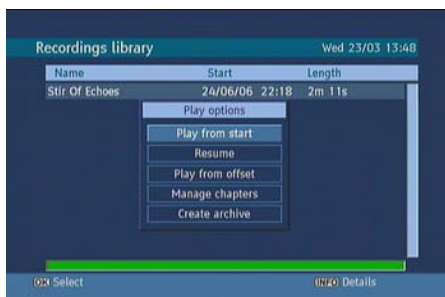 Recordings library Wed 23/03 13:48
Name Start Length
Stir Of Echoes 24/06/06 22:18 2m 11s
Play options
Play from start
Resume
Play from offset
Manage chapters
Create archive
OK Select INFO Details